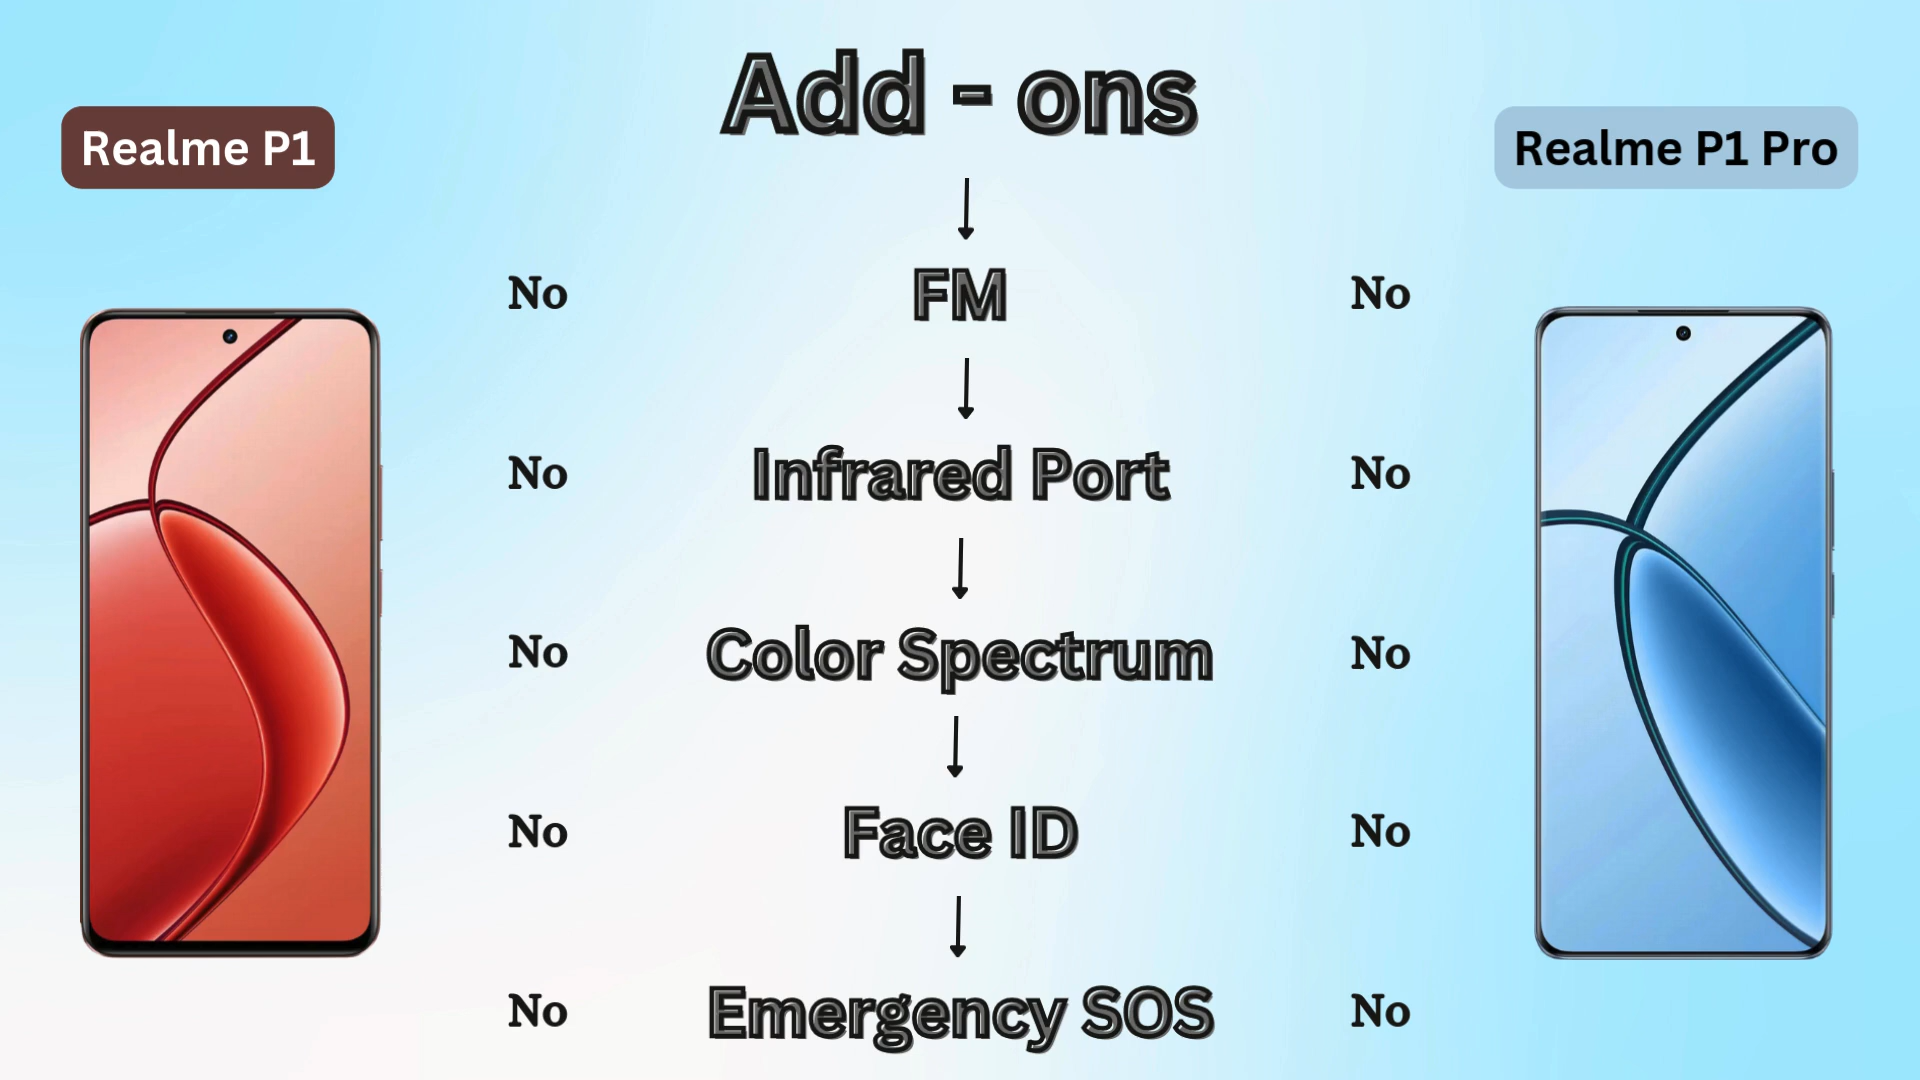 Add - ons
Realme P1
Realme P1 Pro
No FM No
No Infrared Port No
No Color Spectrum No
No Face ID No
No Emergency SOS No